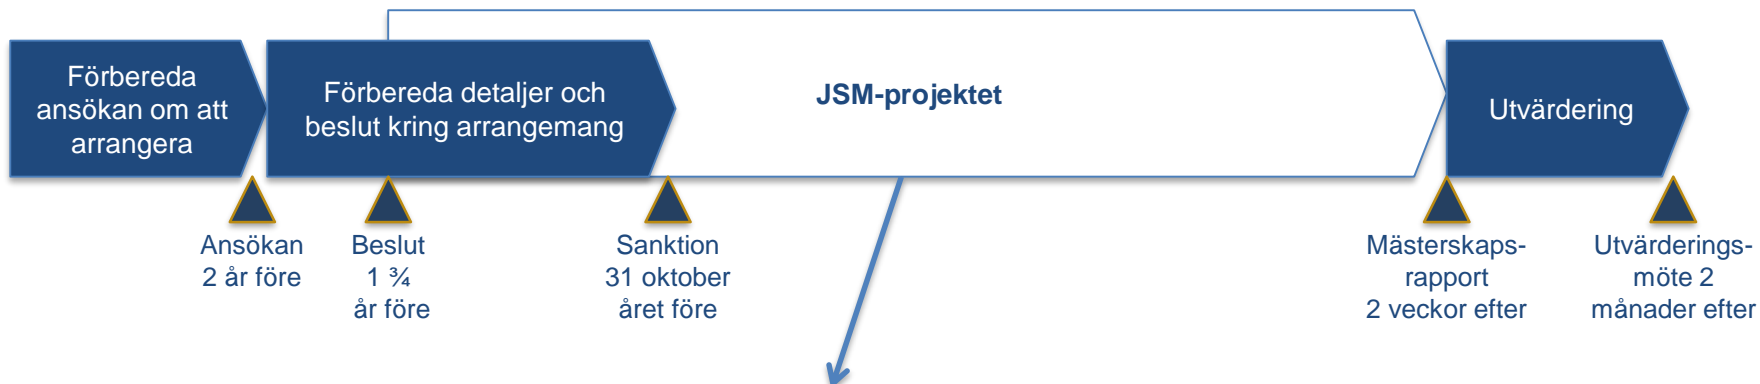 Förbereda
ansökan om att
arrangera
Förbereda detaljer och
beslut kring arrangemang
JSM-projektet
Utvärdering
Ansökan
2 år före
Beslut
1 ¾
år före
Sanktion
31 oktober
året före
Mästerskaps-
rapport
2 veckor efter
Utvärderings-
möte 2
månader efter